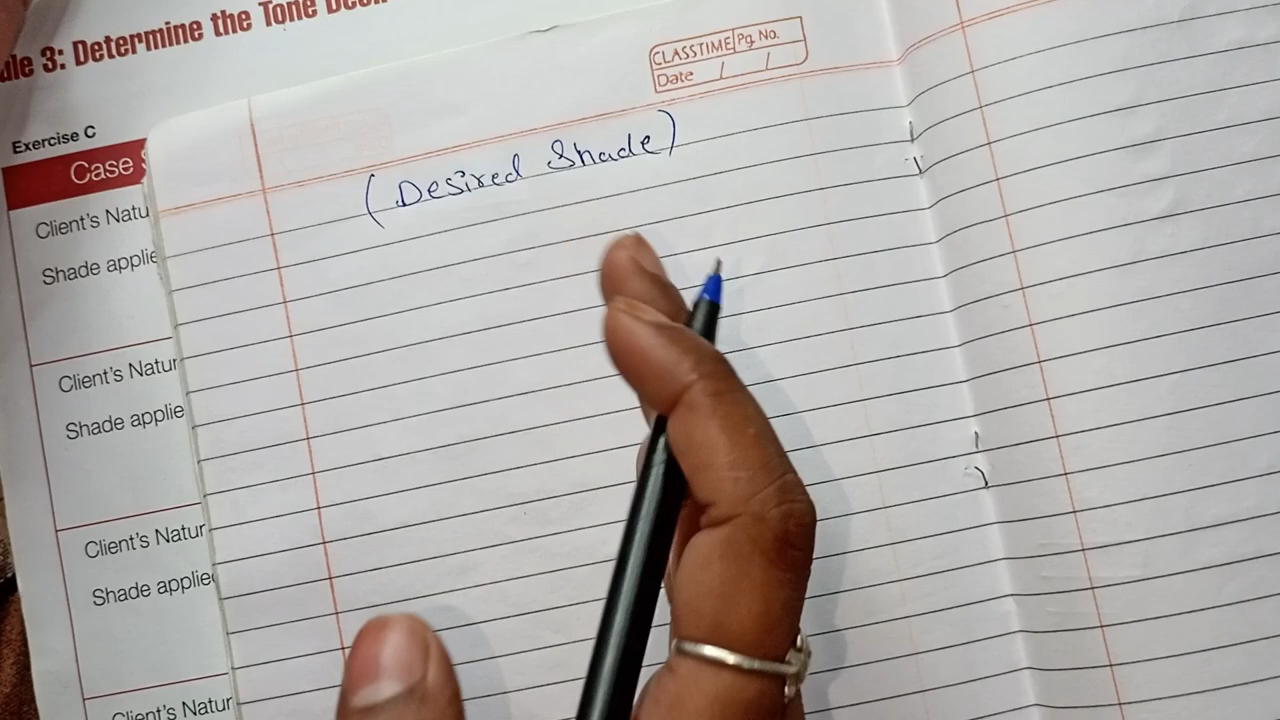 ule 3: Determine the Tone
Exercise C
Case
Client's Natu
Shade applie
Client's Natur
Shade applie
Client's Natur
Shade applie
Client's Natur
CLASSTIME Pg. No.
Date / /
(Desired Shade)